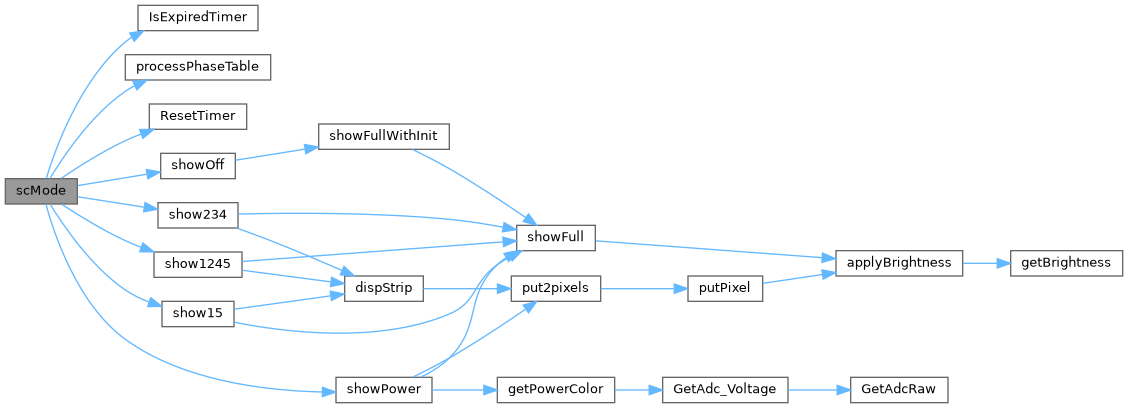 IsExpiredTimer
processPhaseTable
ResetTimer
showFullWithInit
showOff
scMode
show234
showFull
show1245
applyBrightness
getBrightness
dispStrip
put2pixels
putPixel
show15
showPower
getPowerColor
GetAdc_Voltage
GetAdcRaw